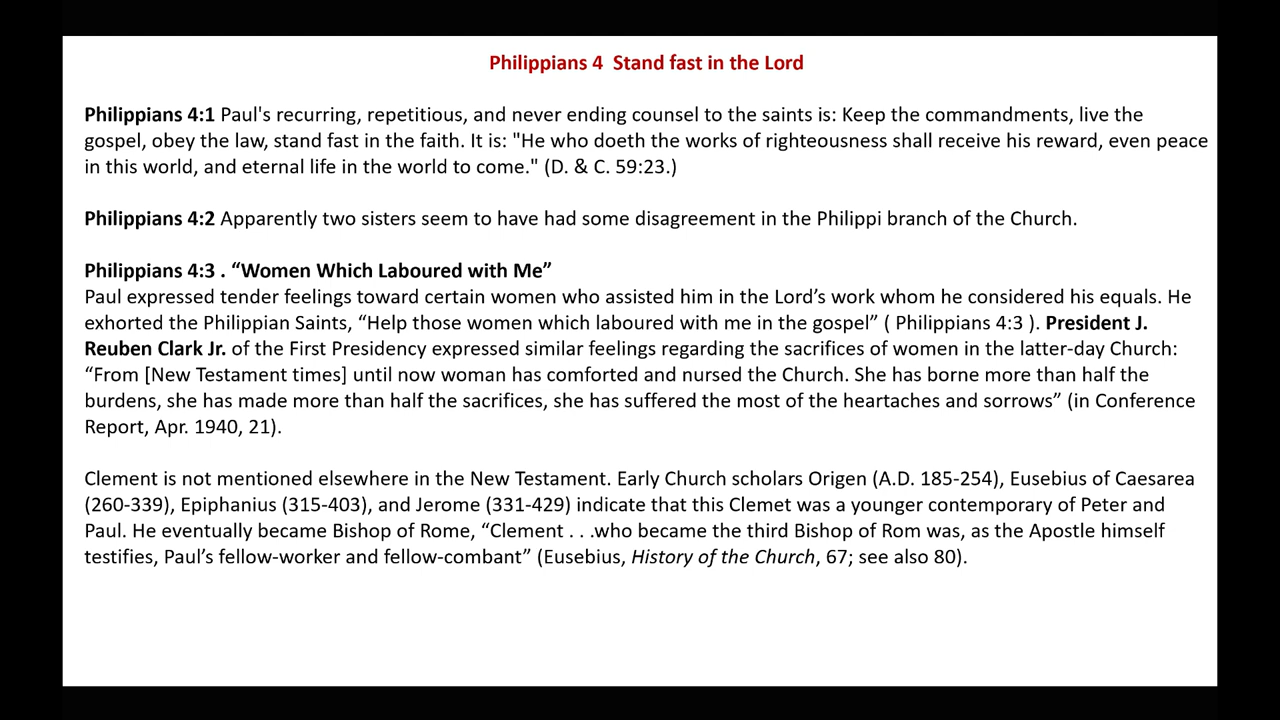 Philippians 4  Stand fast in the Lord
Philippians 4:1 Paul's recurring, repetitious, and never ending counsel to the saints is: Keep the commandments, live the
gospel, obey the law, stand fast in the faith. It is: "He who doeth the works of righteousness shall receive his reward, even peace
in this world, and eternal life in the world to come." (D. & C. 59:23.)
Philippians 4:2 Apparently two sisters seem to have had some disagreement in the Philippi branch of the Church.
Philippians 4:3 . “Women Which Laboured with Me”
Paul expressed tender feelings toward certain women who assisted him in the Lord’s work whom he considered his equals. He
exhorted the Philippian Saints, “Help those women which laboured with me in the gospel” ( Philippians 4:3 ). President J.
Reuben Clark Jr. of the First Presidency expressed similar feelings regarding the sacrifices of women in the latter-day Church:
“From [New Testament times] until now woman has comforted and nursed the Church. She has borne more than half the
burdens, she has made more than half the sacrifices, she has suffered the most of the heartaches and sorrows” (in Conference
Report, Apr. 1940, 21).
Clement is not mentioned elsewhere in the New Testament. Early Church scholars Origen (A.D. 185-254), Eusebius of Caesarea
(260-339), Epiphanius (315-403), and Jerome (331-429) indicate that this Clemet was a younger contemporary of Peter and
Paul. He eventually became Bishop of Rome, “Clement . . .who became the third Bishop of Rom was, as the Apostle himself
testifies, Paul’s fellow-worker and fellow-combant” (Eusebius, History of the Church, 67; see also 80).